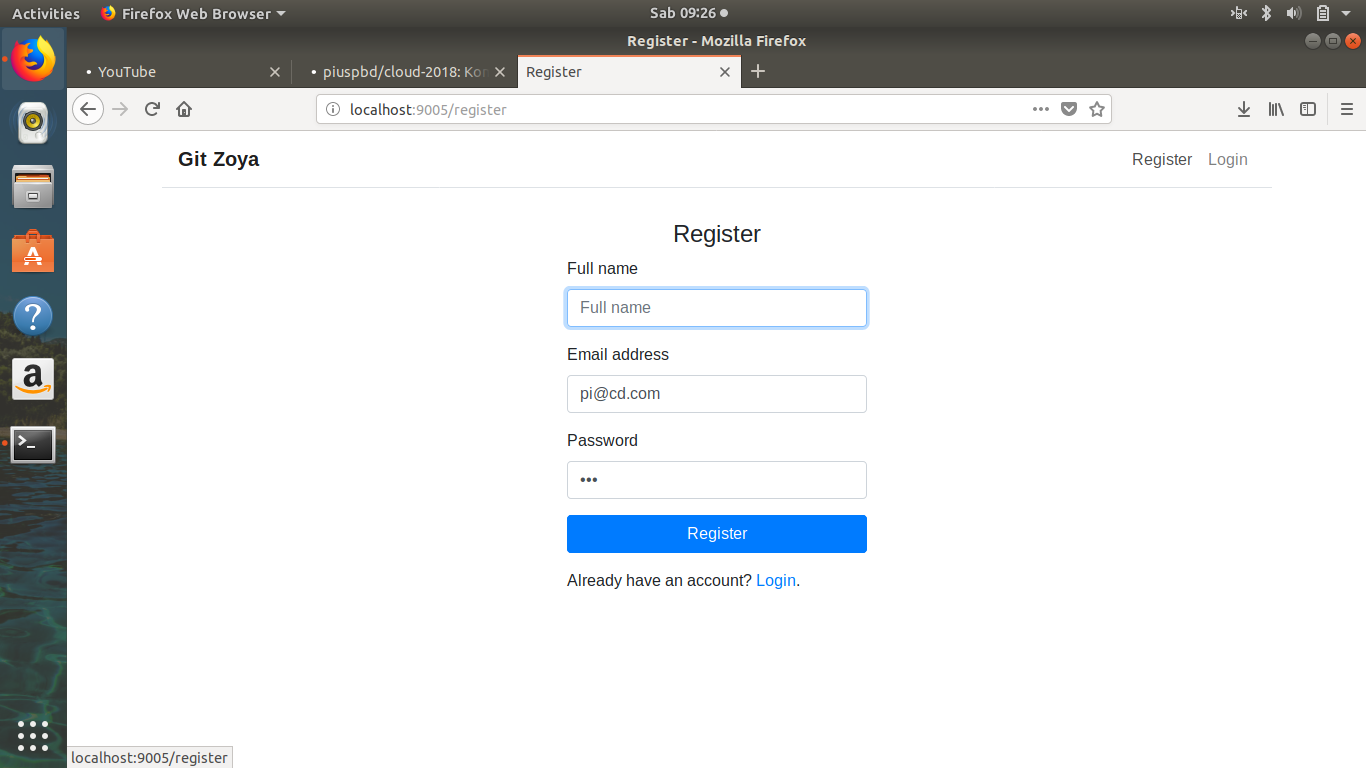 Activities Firefox Web Browser Sab 09:26
Register - Mozilla Firefox
• YouTube • piuspbd/cloud-2018: Register
localhost:9005/register
Git Zoya Register Login
Register
Full name
Full name
Email address
pi@cd.com
Password
•••
Register
Already have an account? Login.
localhost:9005/register